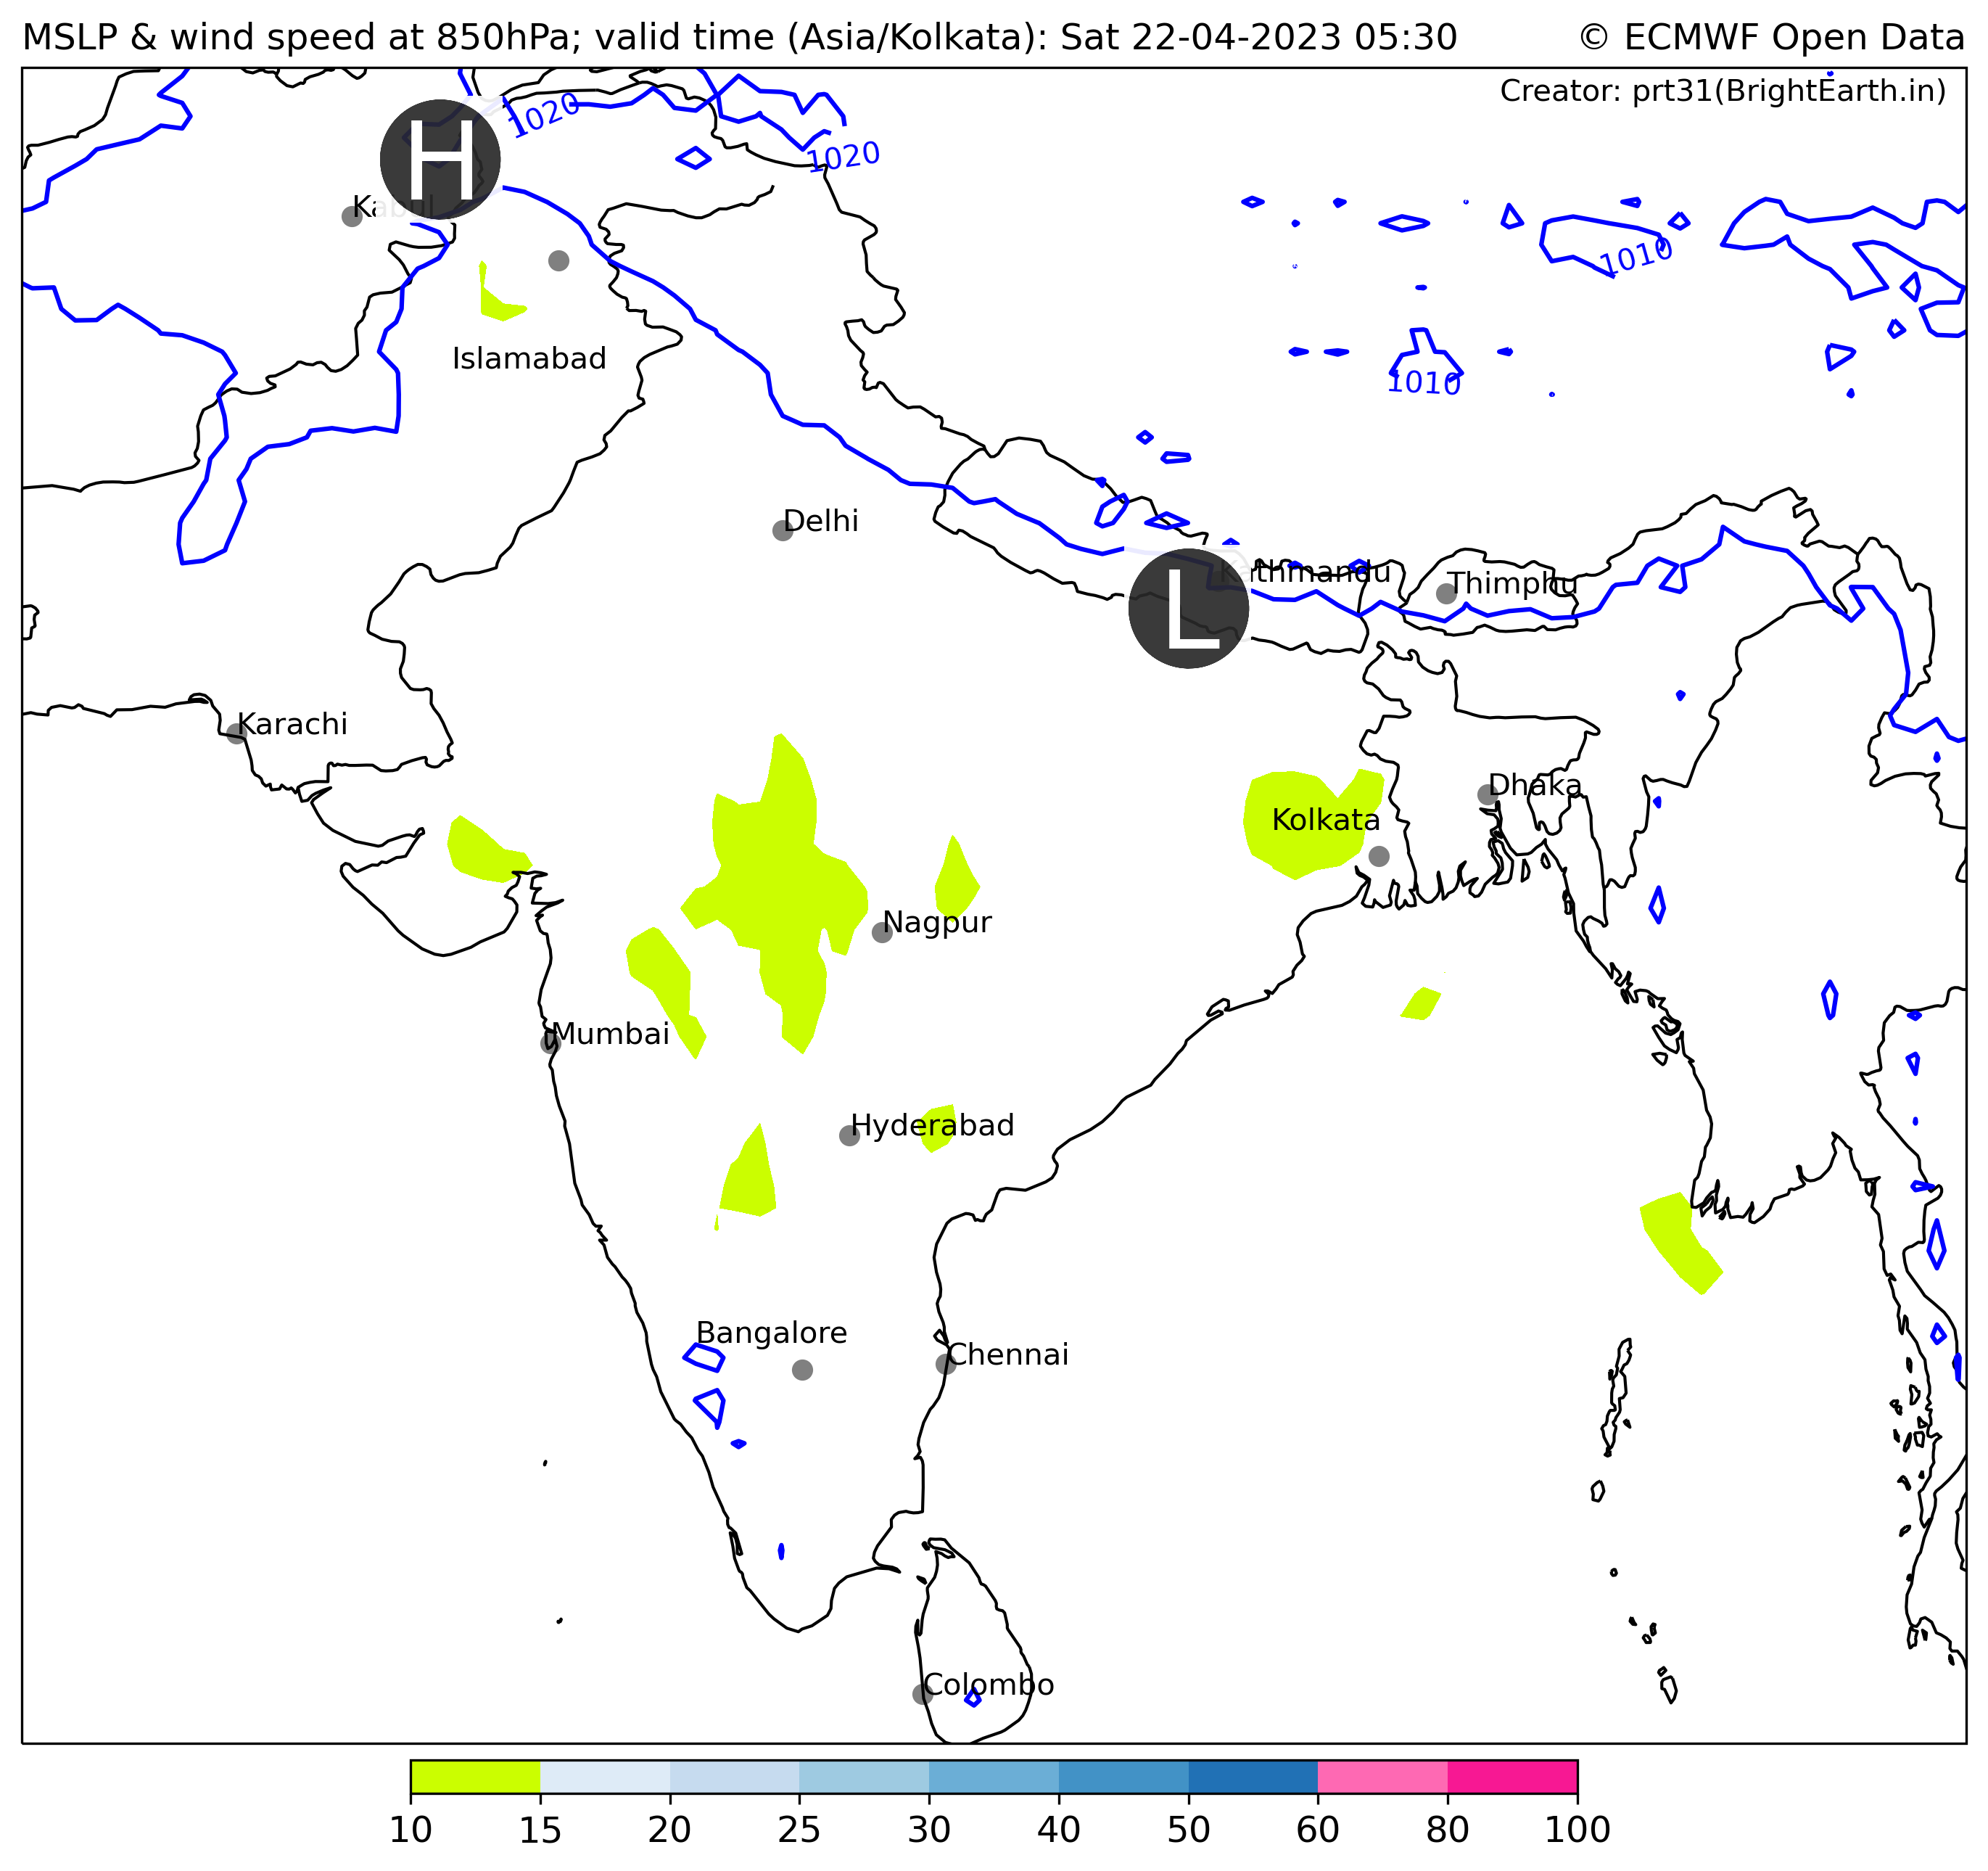 MSLP & wind speed at 850hPa; valid time (Asia/Kolkata): Sat 22-04-2023 05:30 © ECMWF Open Data
Creator: prt31(BrightEarth.in)
1020
H
1020
Kabul
1010
Islamabad
1010
Delhi
Kathmandu
Thimphu
L
Karachi
Dhaka
Kolkata
Nagpur
Mumbai
Hyderabad
Bangalore
Chennai
Colombo
10 15 20 25 30 40 50 60 80 100